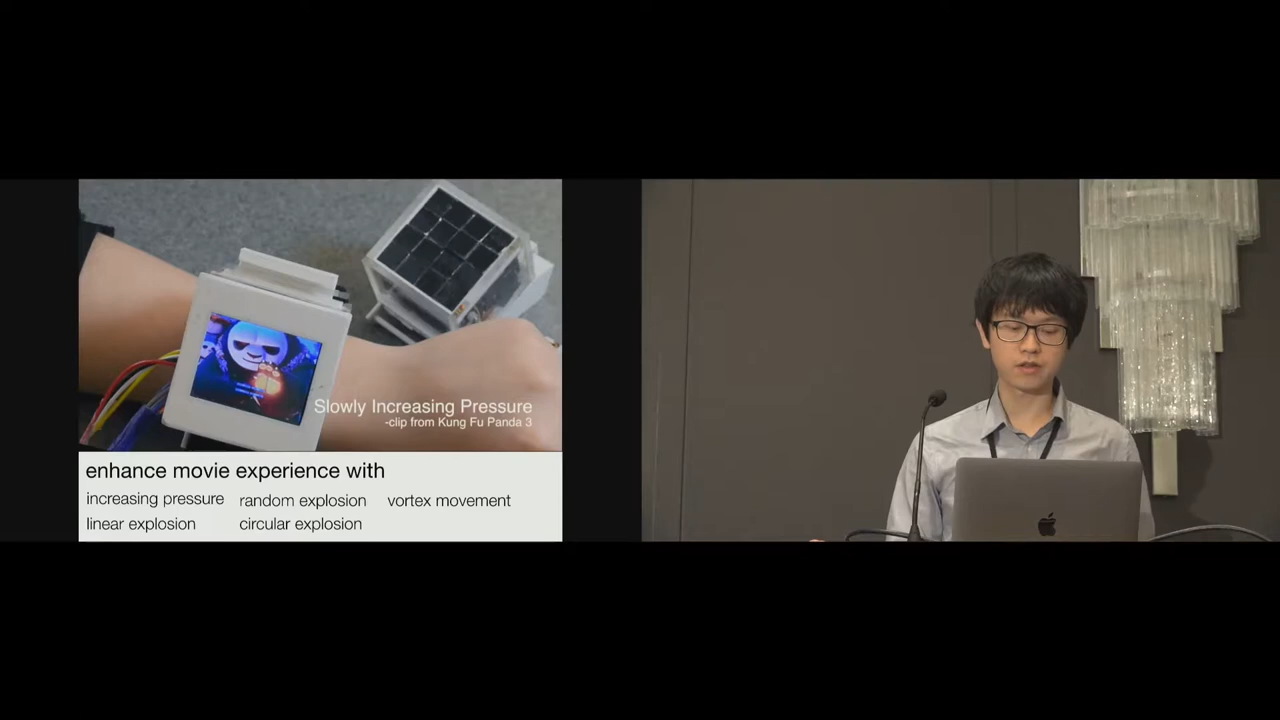 Slowly Increasing Pressure
-clip from Kung Fu Panda 3
enhance movie experience with
increasing pressure random explosion vortex movement
linear explosion circular explosion